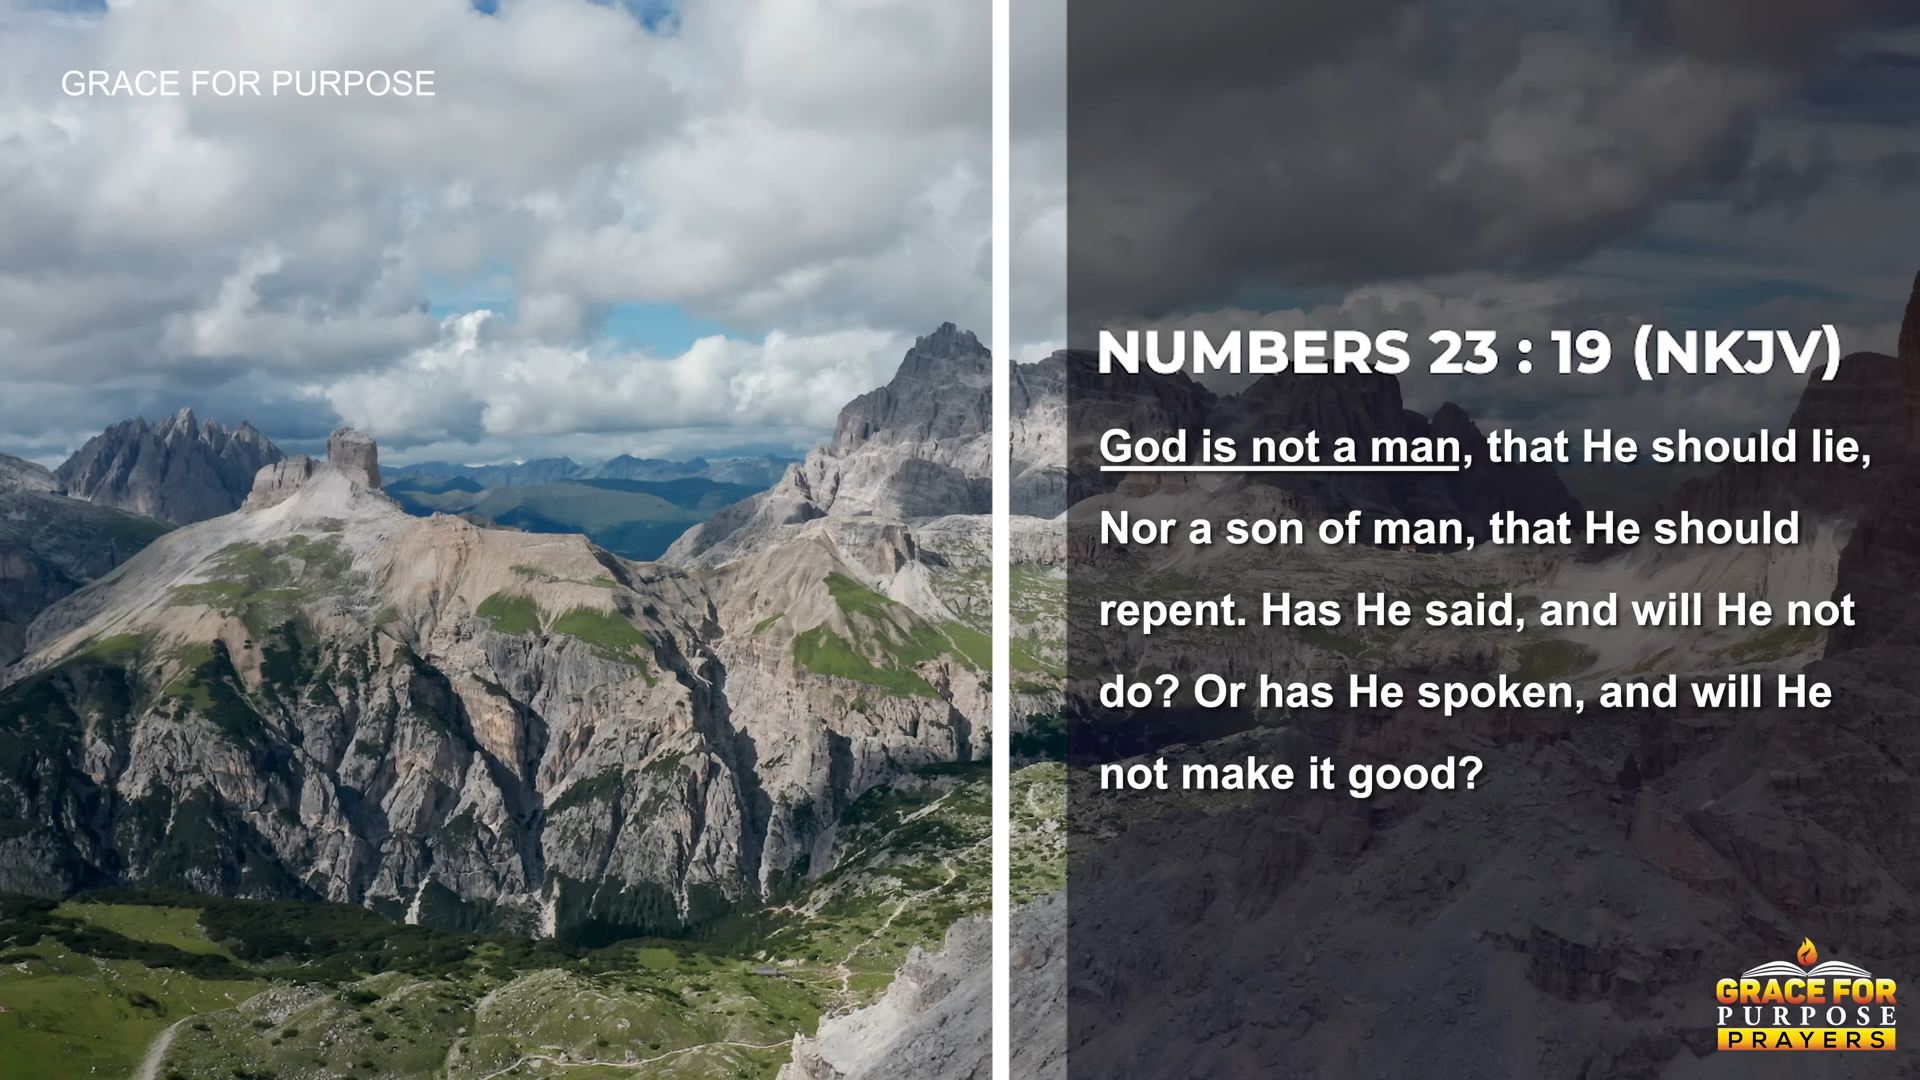 GRACE FOR PURPOSE
NUMBERS 23 : 19 (NKJV)
God is not a man, that He should lie,
Nor a son of man, that He should
repent. Has He said, and will He not
do? Or has He spoken, and will He
not make it good?
GRACE FOR
PURPOSE
PRAYERS